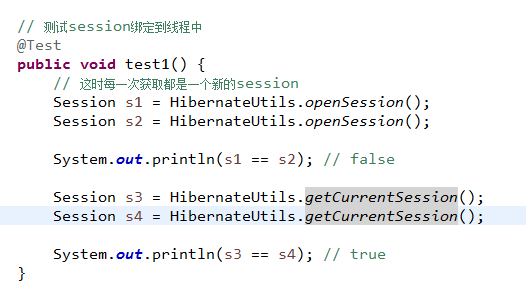 // 测试session绑定到线程中
@Test
public void test1() {
// 这时每一次获取都是一个新的session
Session s1 = HibernateUtils.openSession();
Session s2 = HibernateUtils.openSession();
System.out.println(s1 == s2); // false
Session s3 = HibernateUtils.getCurrentSession();
Session s4 = HibernateUtils.getCurrentSession();
System.out.println(s3 == s4); // true
}